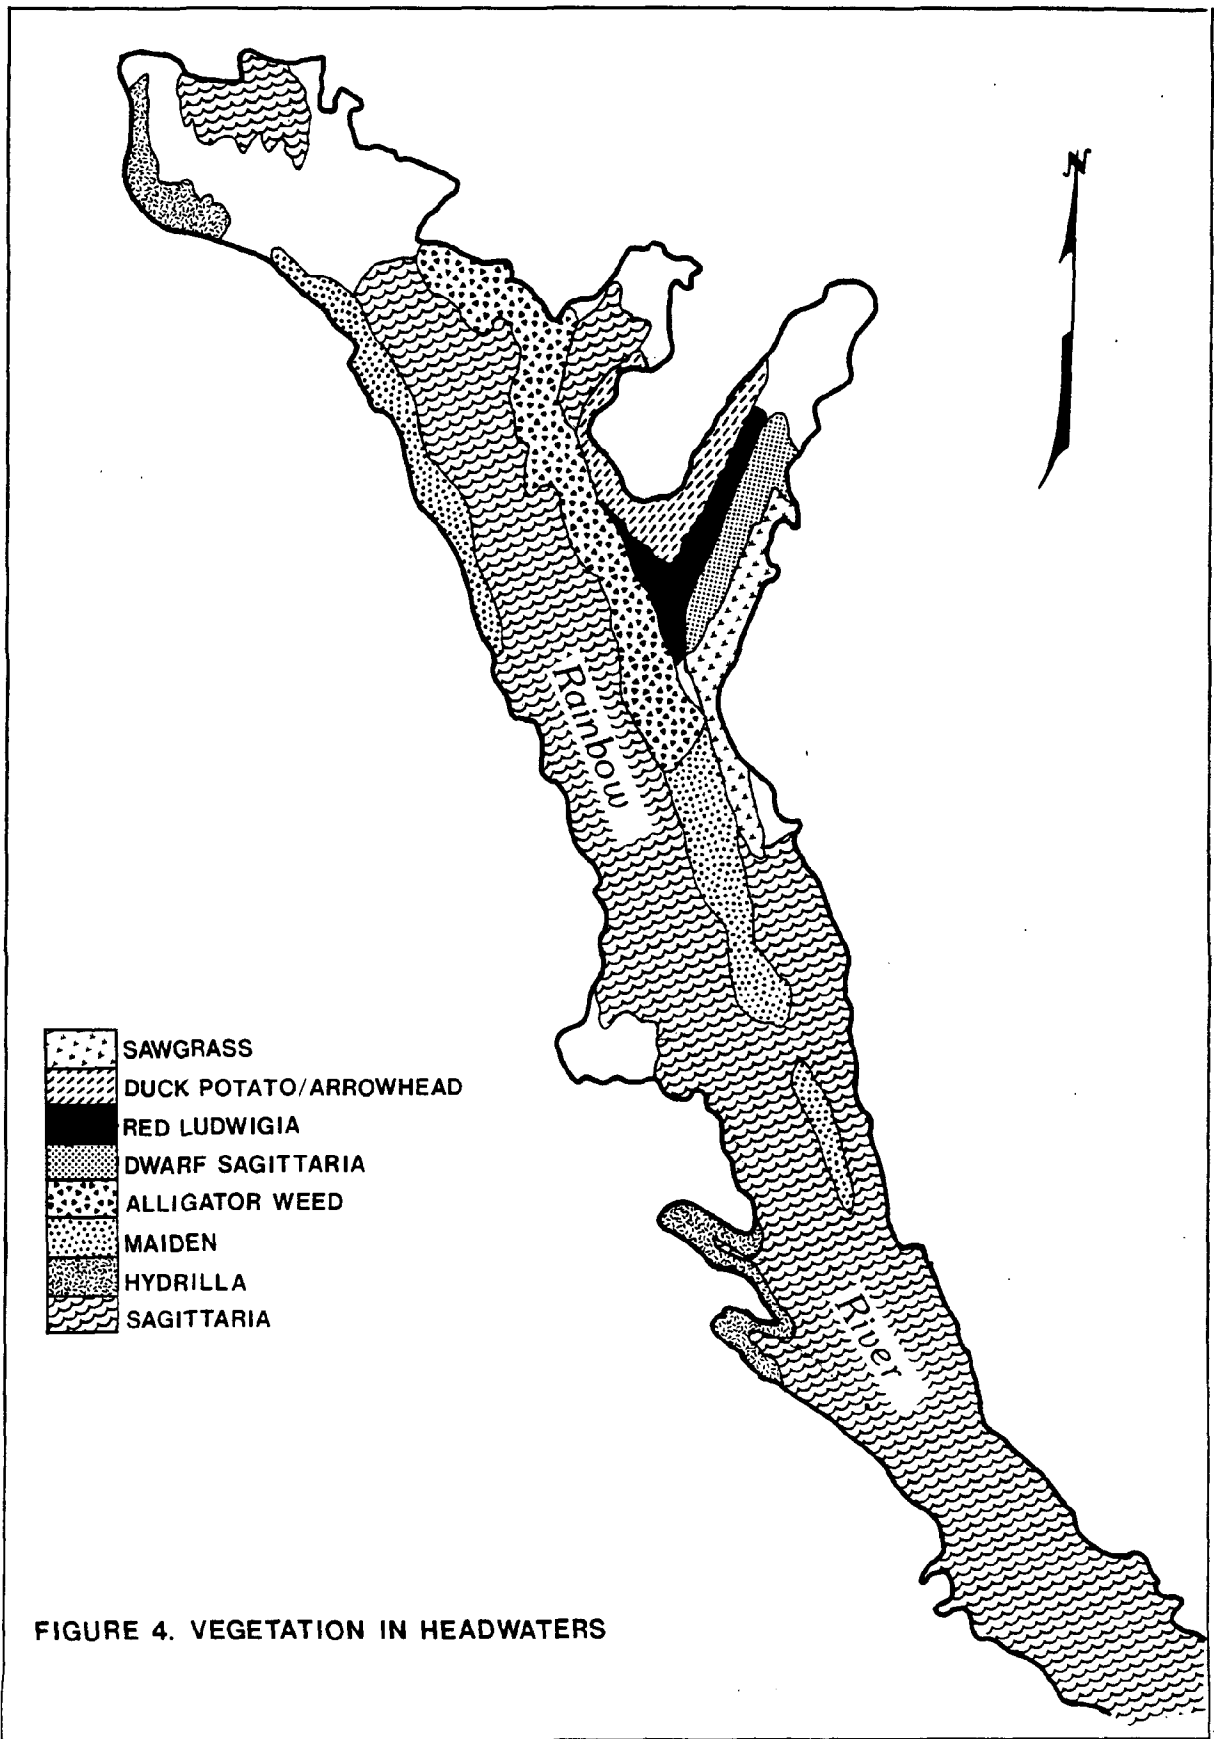 N
Rainbow
River
SAWGRASS
DUCK POTATO/ARROWHEAD
RED LUDWIGIA
DWARF SAGITTARIA
ALLIGATOR WEED
MAIDEN
HYDRILLA
SAGITTARIA
FIGURE 4. VEGETATION IN HEADWATERS